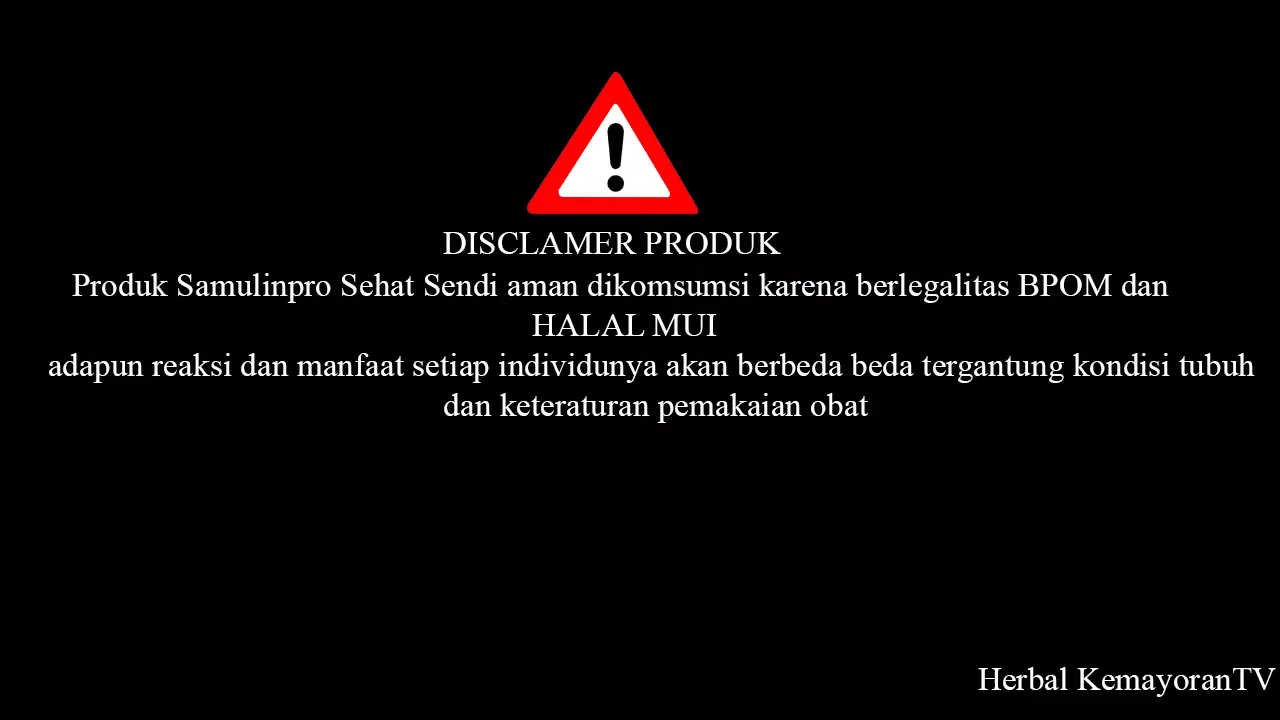 DISCLAMER PRODUK
Produk Samulinpro Sehat Sendi aman dikomsumsi karena berlegalitas BPOM dan
HALAL MUI
adapun reaksi dan manfaat setiap individunya akan berbeda beda tergantung kondisi tubuh
dan keteraturan pemakaian obat
Herbal KemayoranTV